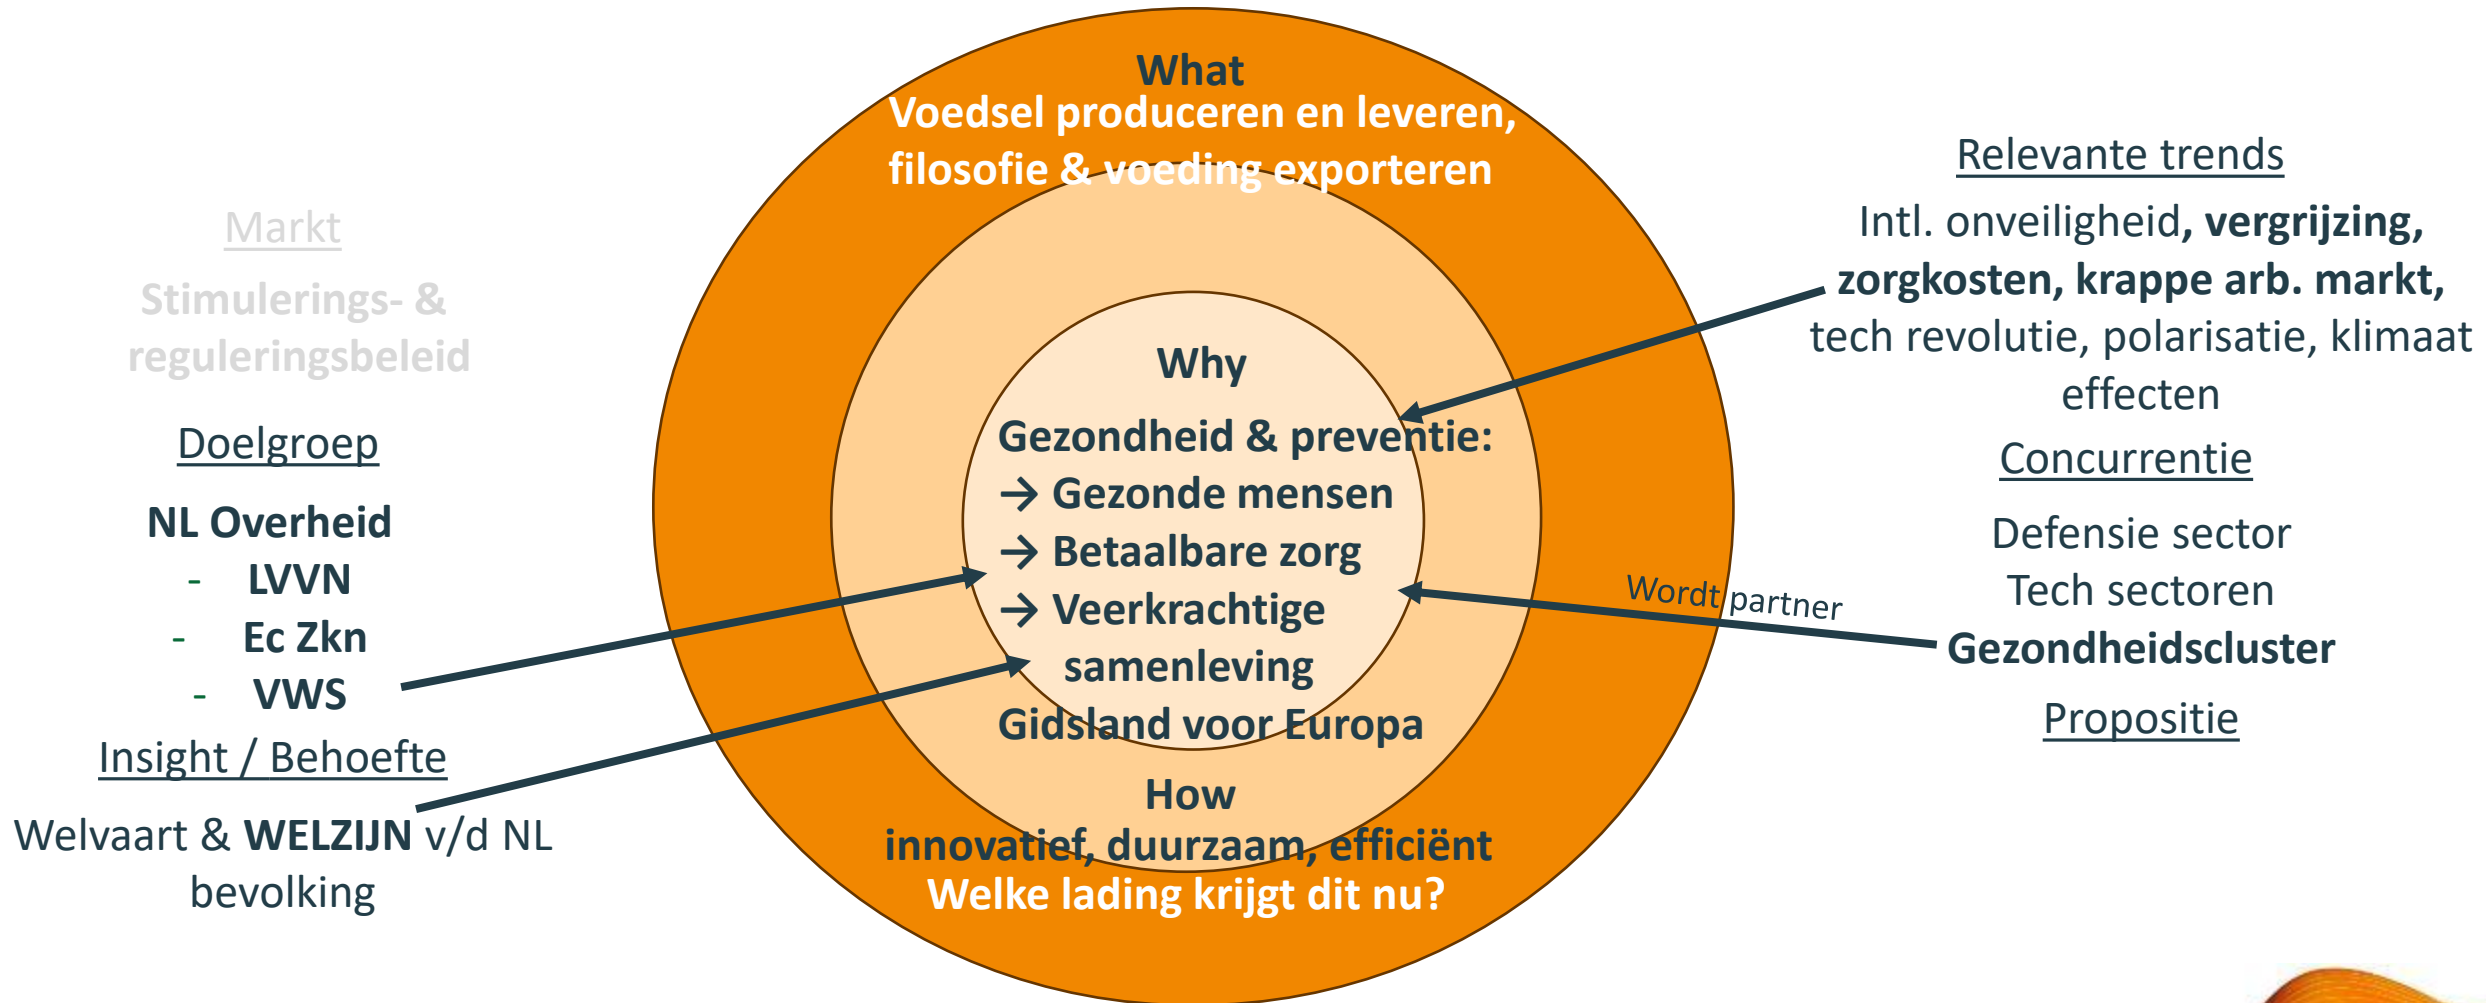 Markt
Stimulerings- &
reguleringsbeleid
Doelgroep
NL Overheid
- LVVN
- Ec Zkn
- VWS
Insight / Behoefte
Welvaart & WELZIJN v/d NL
bevolking
What
Voedsel produceren en leveren,
filosofie & voeding exporteren
Why
Gezondheid & preventie:
→ Gezonde mensen
→ Betaalbare zorg
→ Veerkrachtige
samenleving
Gidsland voor Europa
How
innovatief, duurzaam, efficiënt
Welke lading krijgt dit nu?
Wordt partner
Relevante trends
Intl. onveiligheid, vergrijzing,
zorgkosten, krappe arb. markt,
tech revolutie, polarisatie, klimaat
effecten
Concurrentie
Defensie sector
Tech sectoren
Gezondheidscluster
Propositie